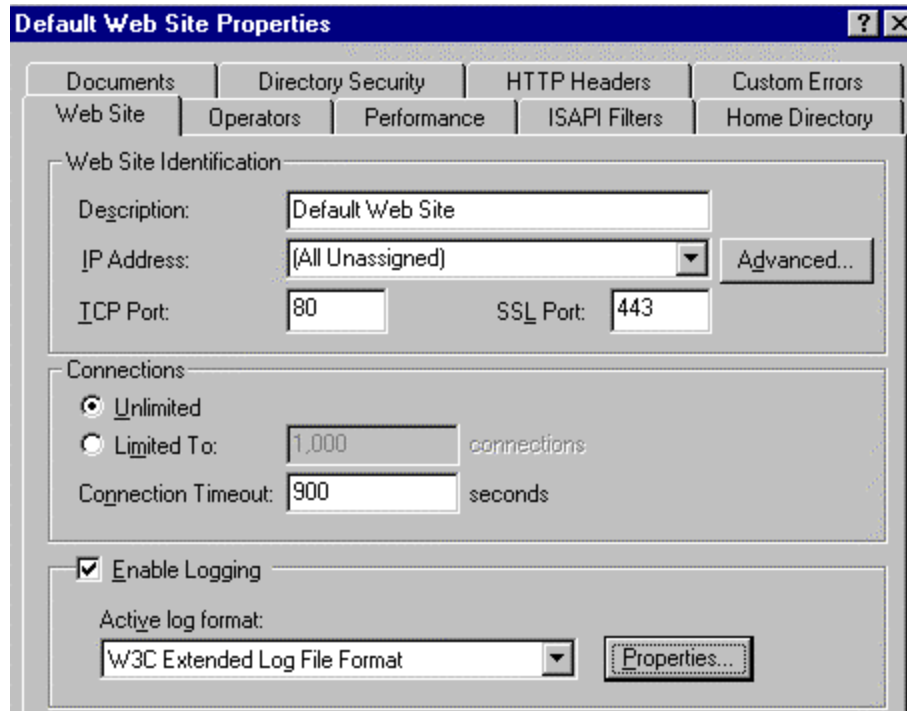 Default Web Site Properties
Documents Directory Security HTTP Headers Custom Errors
Web Site Operators Performance ISAPI Filters Home Directory
Web Site Identification
Description: Default Web Site
IP Address: (All Unassigned) Advanced...
TCP Port: 80 SSL Port: 443
Connections
Unlimited
Limited To: 1,000 connections
Connection Timeout: 900 seconds
Enable Logging
Active log format:
W3C Extended Log File Format Properties...